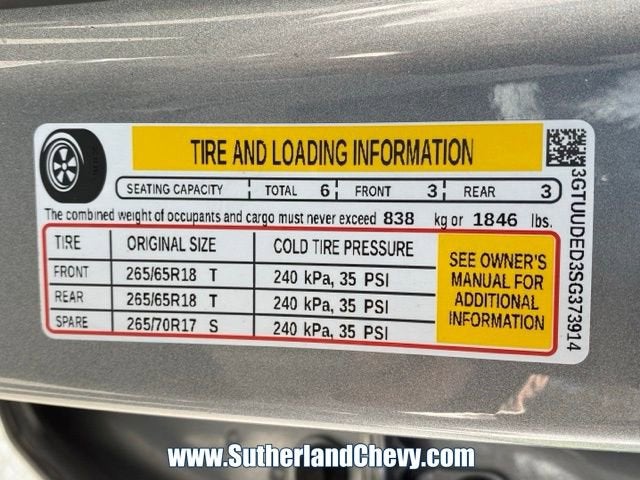 TIRE AND LOADING INFORMATION
SEATING CAPACITY TOTAL 6 FRONT 3 REAR 3
The combined weight of occupants and cargo must never exceed 838 kg or 1846 lbs.
TIRE ORIGINAL SIZE COLD TIRE PRESSURE
FRONT 265/65R18 T 240 kPa, 35 PSI
REAR 265/65R18 T 240 kPa, 35 PSI
SPARE 265/70R17 S 240 kPa, 35 PSI
SEE OWNER'S
MANUAL FOR
ADDITIONAL
INFORMATION
3GTUUDED3SG373914
www.SutherlandChevy.com